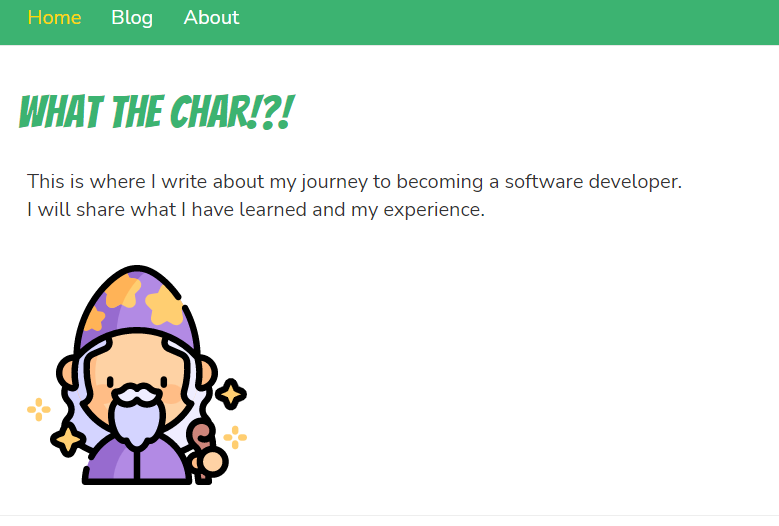 Home Blog About
WHAT THE CHAR!?!
This is where I write about my journey to becoming a software developer.
I will share what I have learned and my experience.